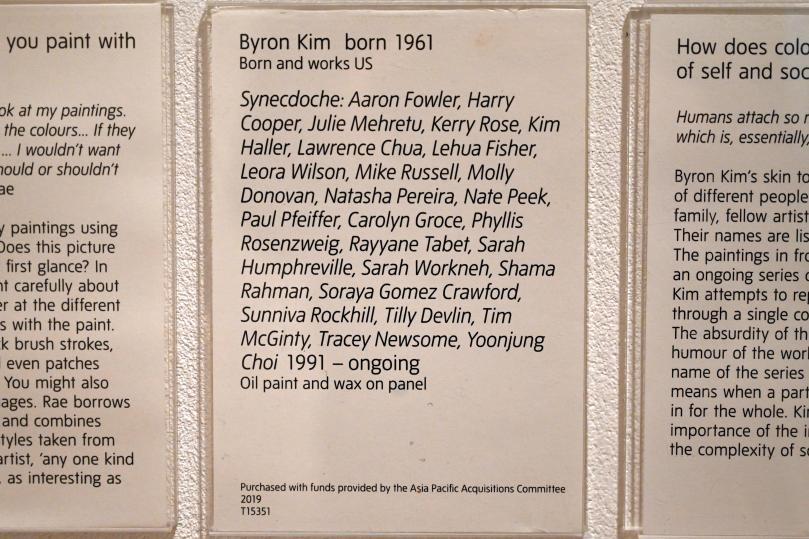 you paint with
ok at my paintings.
the colours... If they
... I wouldn't want
hould or shouldn't
ae
y paintings using
Does this picture
first glance? In
nt carefully about
er at the different
s with the paint.
ck brush strokes,
even patches
You might also
ages. Rae borrows
and combines
tyles taken from
artist, 'any one kind
as interesting as
Byron Kim born 1961
Born and works US
Synecdoche: Aaron Fowler, Harry
Cooper, Julie Mehretu, Kerry Rose, Kim
Haller, Lawrence Chua, Lehua Fisher,
Leora Wilson, Mike Russell, Molly
Donovan, Natasha Pereira, Nate Peek,
Paul Pfeiffer, Carolyn Groce, Phyllis
Rosenzweig, Rayyane Tabet, Sarah
Humphreville, Sarah Workneh, Shama
Rahman, Soraya Gomez Crawford,
Sunniva Rockhill, Tilly Devlin, Tim
McGinty, Tracey Newsome, Yoonjung
Choi 1991 – ongoing
Oil paint and wax on panel
Purchased with funds provided by the Asia Pacific Acquisitions Committee
2019
T15351
How does colo
of self and soc
Humans attach so
which is, essentially,
Byron Kim's skin to
of different people
family, fellow artist
Their names are lis
The paintings in fro
an ongoing series o
Kim attempts to rep
through a single co
The absurdity of th
humour of the wor
name of the series
means when a part
in for the whole. Ki
importance of the i
the complexity of s